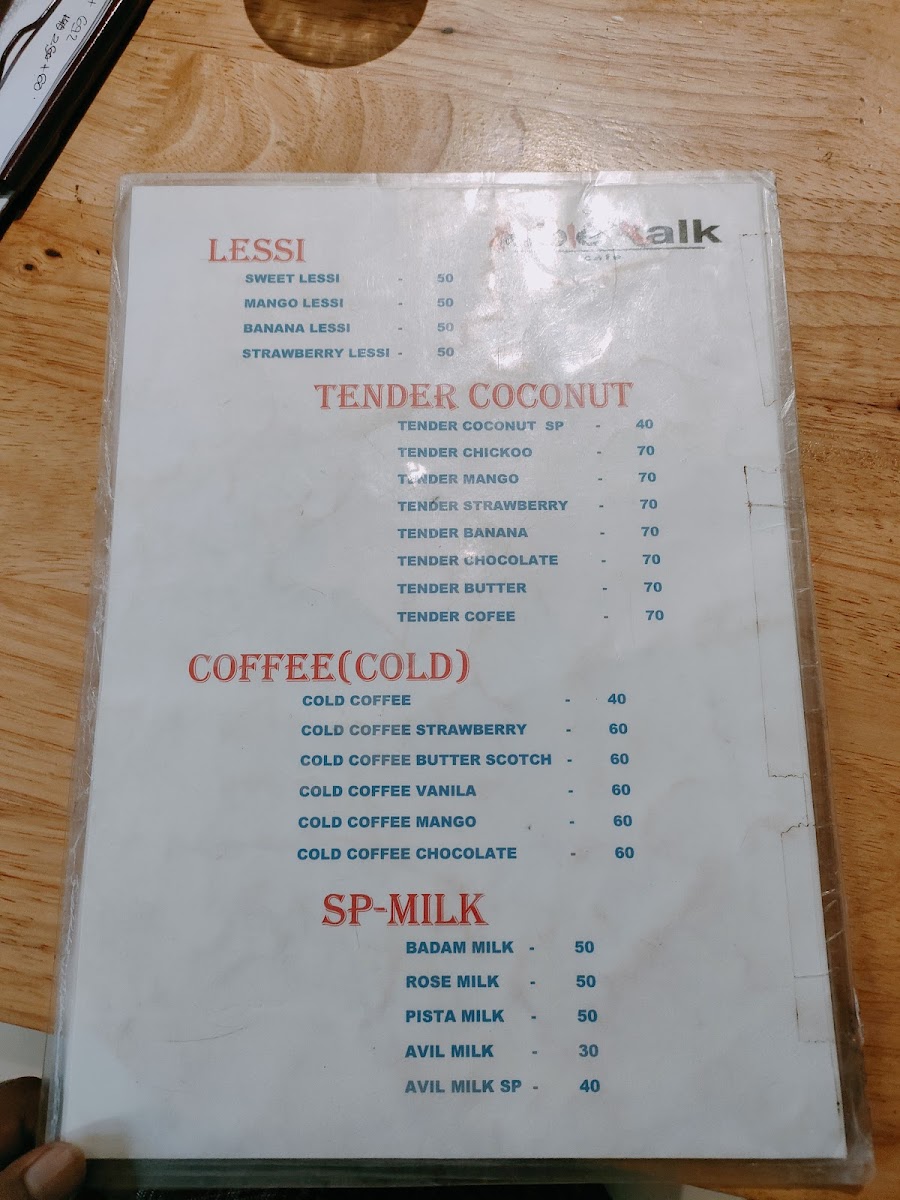 LESSI
SWEET LESSI - 50
MANGO LESSI - 50
BANANA LESSI - 50
STRAWBERRY LESSI - 50
cafe
TENDER COCONUT
TENDER COCONUT SP - 40
TENDER CHICKOO - 70
TENDER MANGO - 70
TENDER STRAWBERRY - 70
TENDER BANANA - 70
TENDER CHOCOLATE - 70
TENDER BUTTER - 70
TENDER COFEE - 70
COFFEE(COLD)
COLD COFFEE - 40
COLD COFFEE STRAWBERRY - 60
COLD COFFEE BUTTER SCOTCH - 60
COLD COFFEE VANILA - 60
COLD COFFEE MANGO - 60
COLD COFFEE CHOCOLATE - 60
SP-MILK
BADAM MILK - 50
ROSE MILK - 50
PISTA MILK - 50
AVIL MILK - 30
AVIL MILK SP - 40